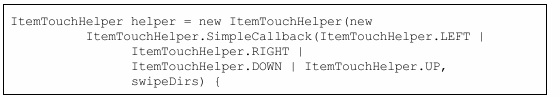 ItemTouchHelper helper = new ItemTouchHelper(new
ItemTouchHelper.SimpleCallback(ItemTouchHelper.LEFT |
ItemTouchHelper.RIGHT |
ItemTouchHelper.DOWN | ItemTouchHelper.UP,
swipeDirs) {